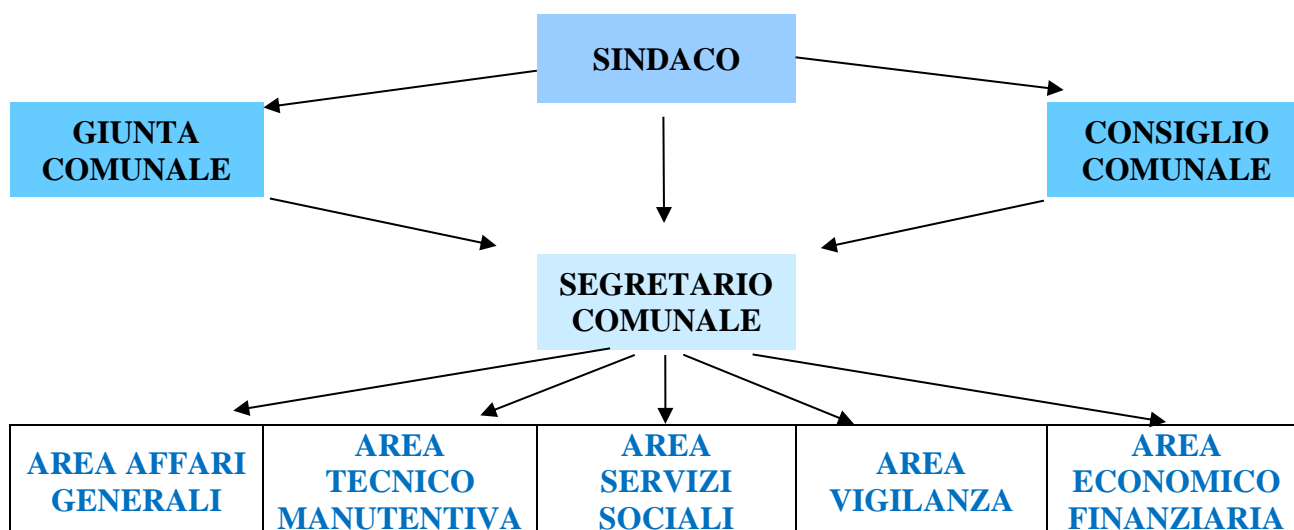 SINDACO
GIUNTA
COMUNALE
CONSIGLIO
COMUNALE
SEGRETARIO
COMUNALE
AREA AFFARI
GENERALI
AREA
TECNICO
MANUTENTIVA
AREA
SERVIZI
SOCIALI
AREA
VIGILANZA
AREA
ECONOMICO
FINANZIARIA